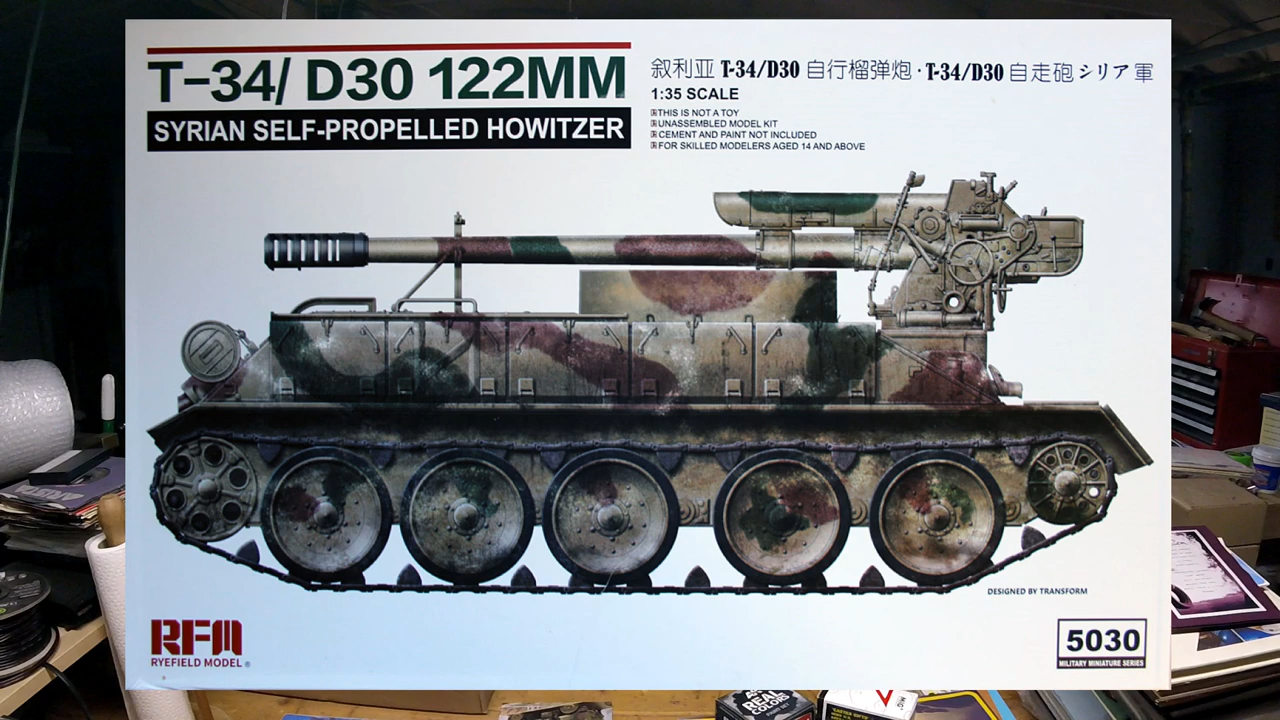 T-34/ D30 122MM
SYRIAN SELF-PROPELLED HOWITZER
叙利亚 T-34/D30 自行榴弹炮 · T-34/D30 自走砲 シリア 軍
1:35 SCALE
THIS IS NOT A TOY
UNASSEMBLED MODEL KIT
CEMENT AND PAINT NOT INCLUDED
FOR SKILLED MODELERS AGED 14 AND ABOVE
DESIGNED BY TRANSFORM
RFM
RYEFIELD MODEL ®
5030
MILITARY MINIATURE SERIES
REAL
COLORS